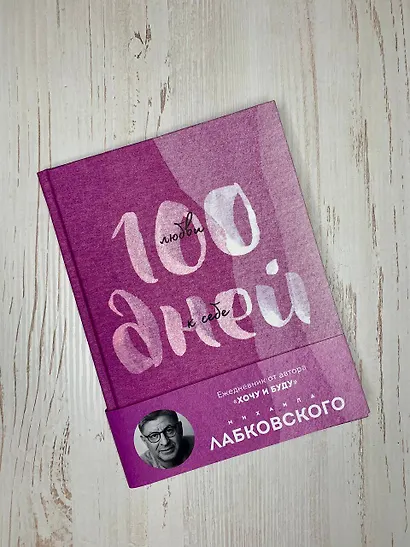 100
любви
дней
к себе
Ежедневник от автора
«ХОЧУ И БУДУ»
МИХАИЛА
ЛАБКОВСКОГО